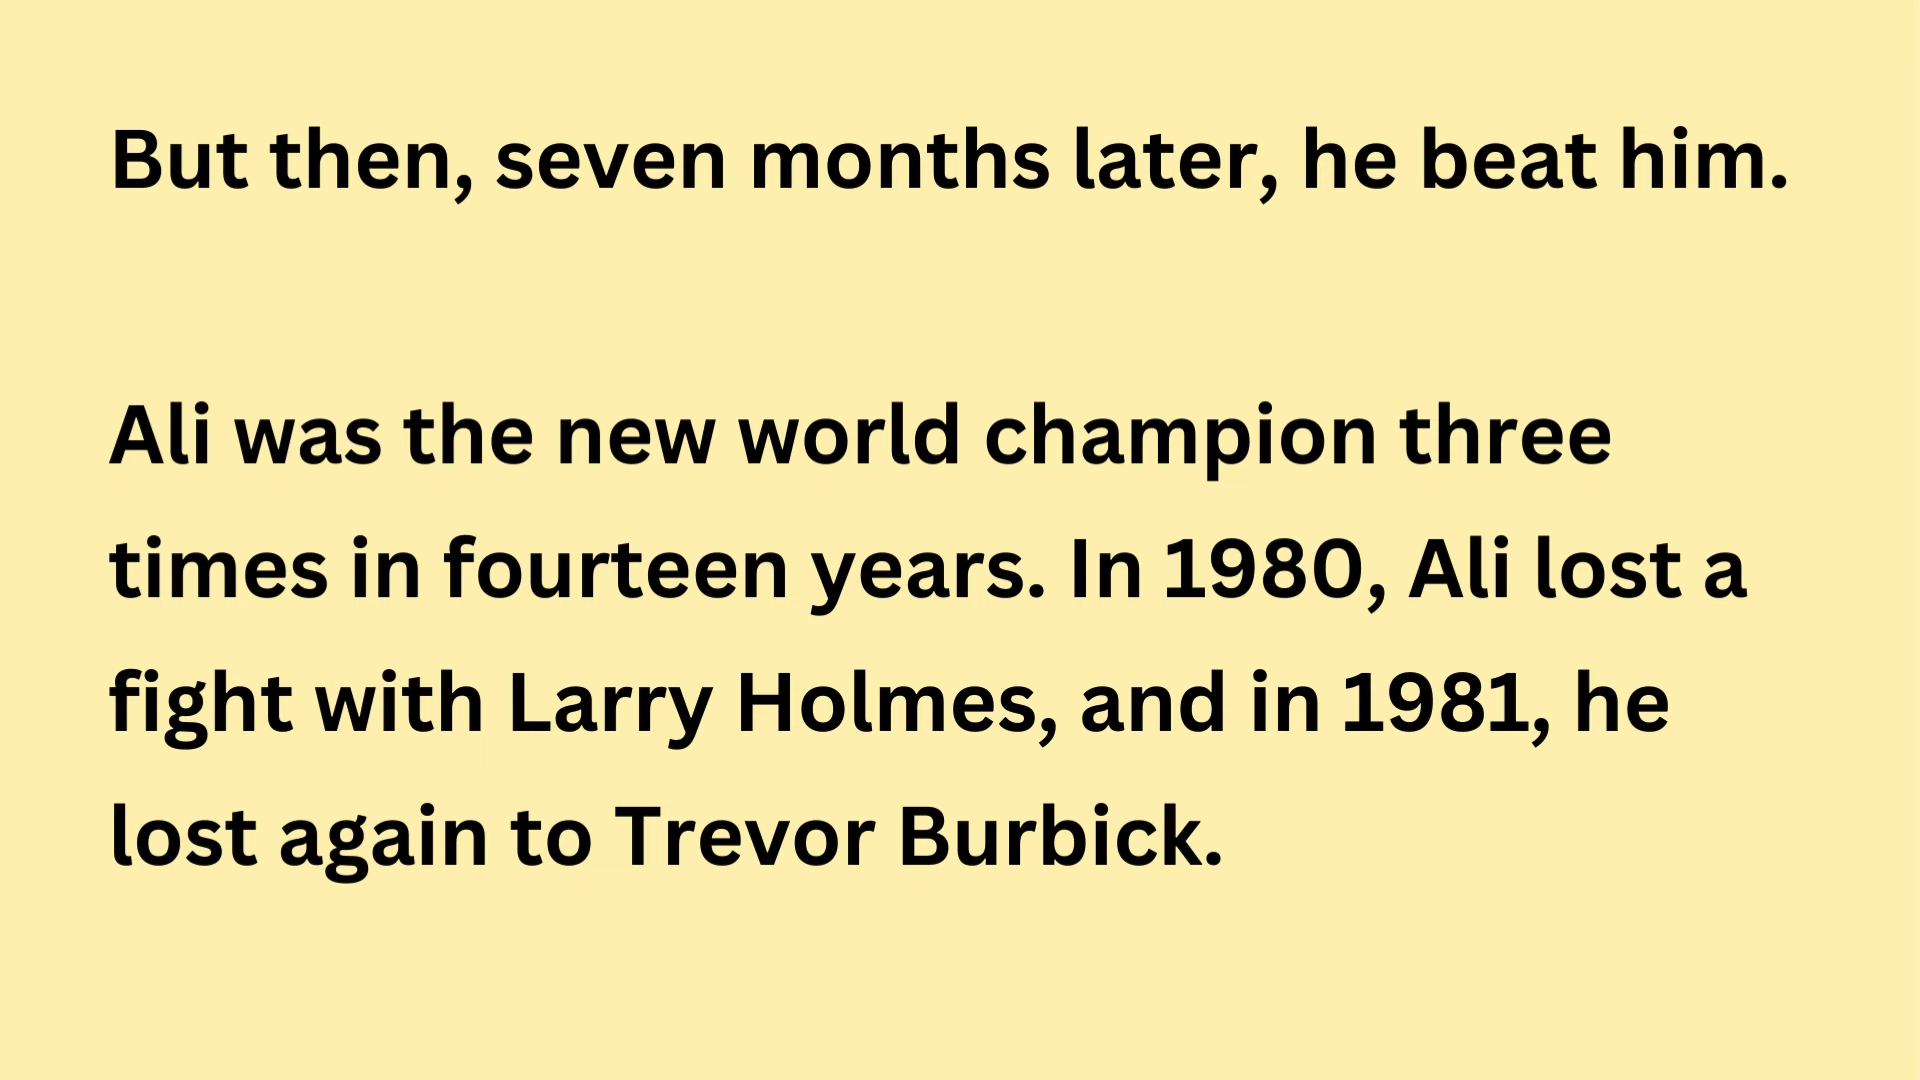 But then, seven months later, he beat him.
Ali was the new world champion three
times in fourteen years. In 1980, Ali lost a
fight with Larry Holmes, and in 1981, he
lost again to Trevor Burbick.